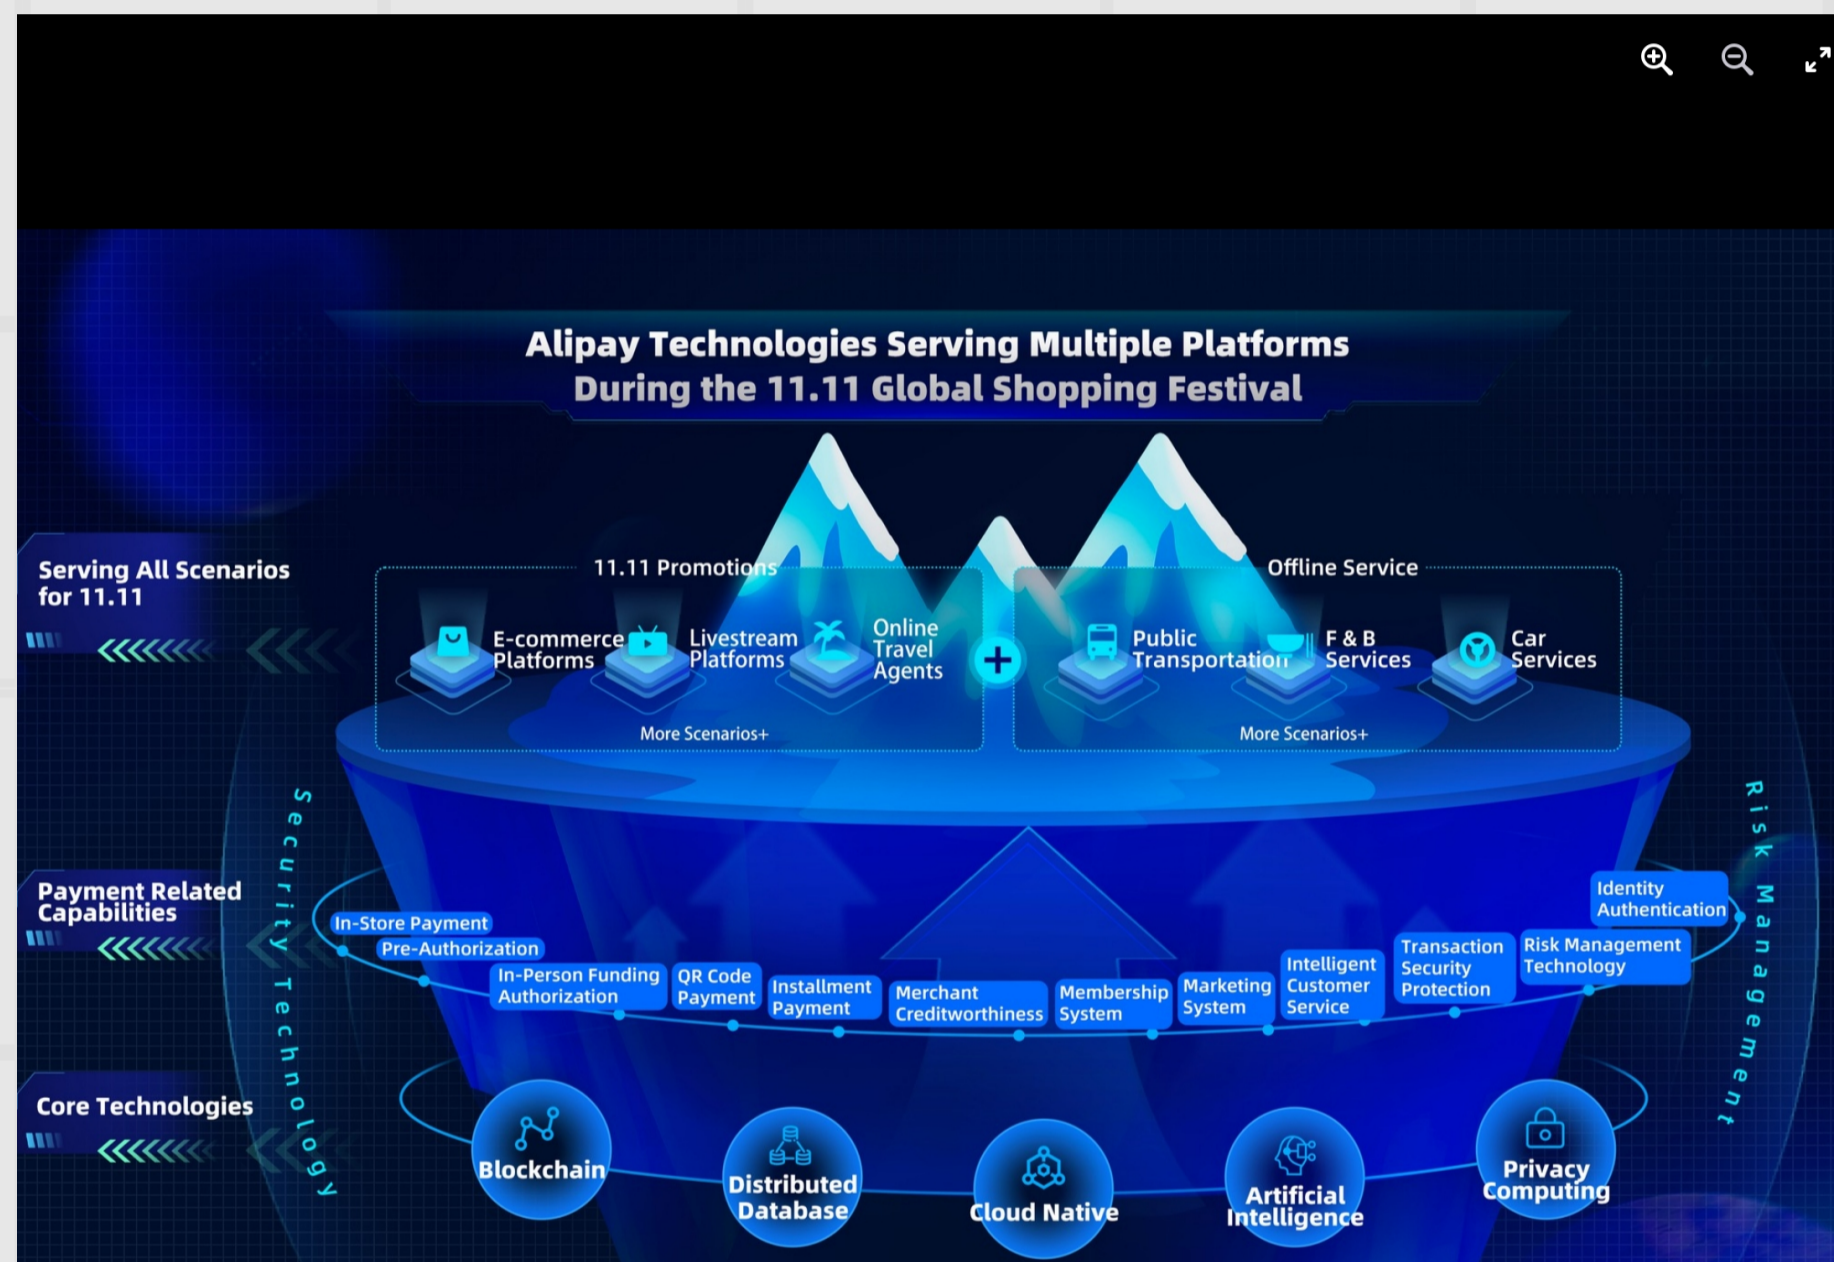 Alipay Technologies Serving Multiple Platforms
During the 11.11 Global Shopping Festival
Serving All Scenarios
for 11.11
11.11 Promotions
E-commerce
Platforms
Livestream
Platforms
Online
Travel
Agents
More Scenarios+
Offline Service
Public
Transportation
F & B
Services
Car
Services
More Scenarios+
Security Technology
Risk Management
Payment Related
Capabilities
In-Store Payment
Pre-Authorization
In-Person Funding
Authorization
QR Code
Payment
Installment
Payment
Merchant
Creditworthiness
Membership
System
Marketing
System
Intelligent
Customer
Service
Transaction
Security
Protection
Risk Management
Technology
Identity
Authentication
Core Technologies
Blockchain
Distributed
Database
Cloud Native
Artificial
Intelligence
Privacy
Computing